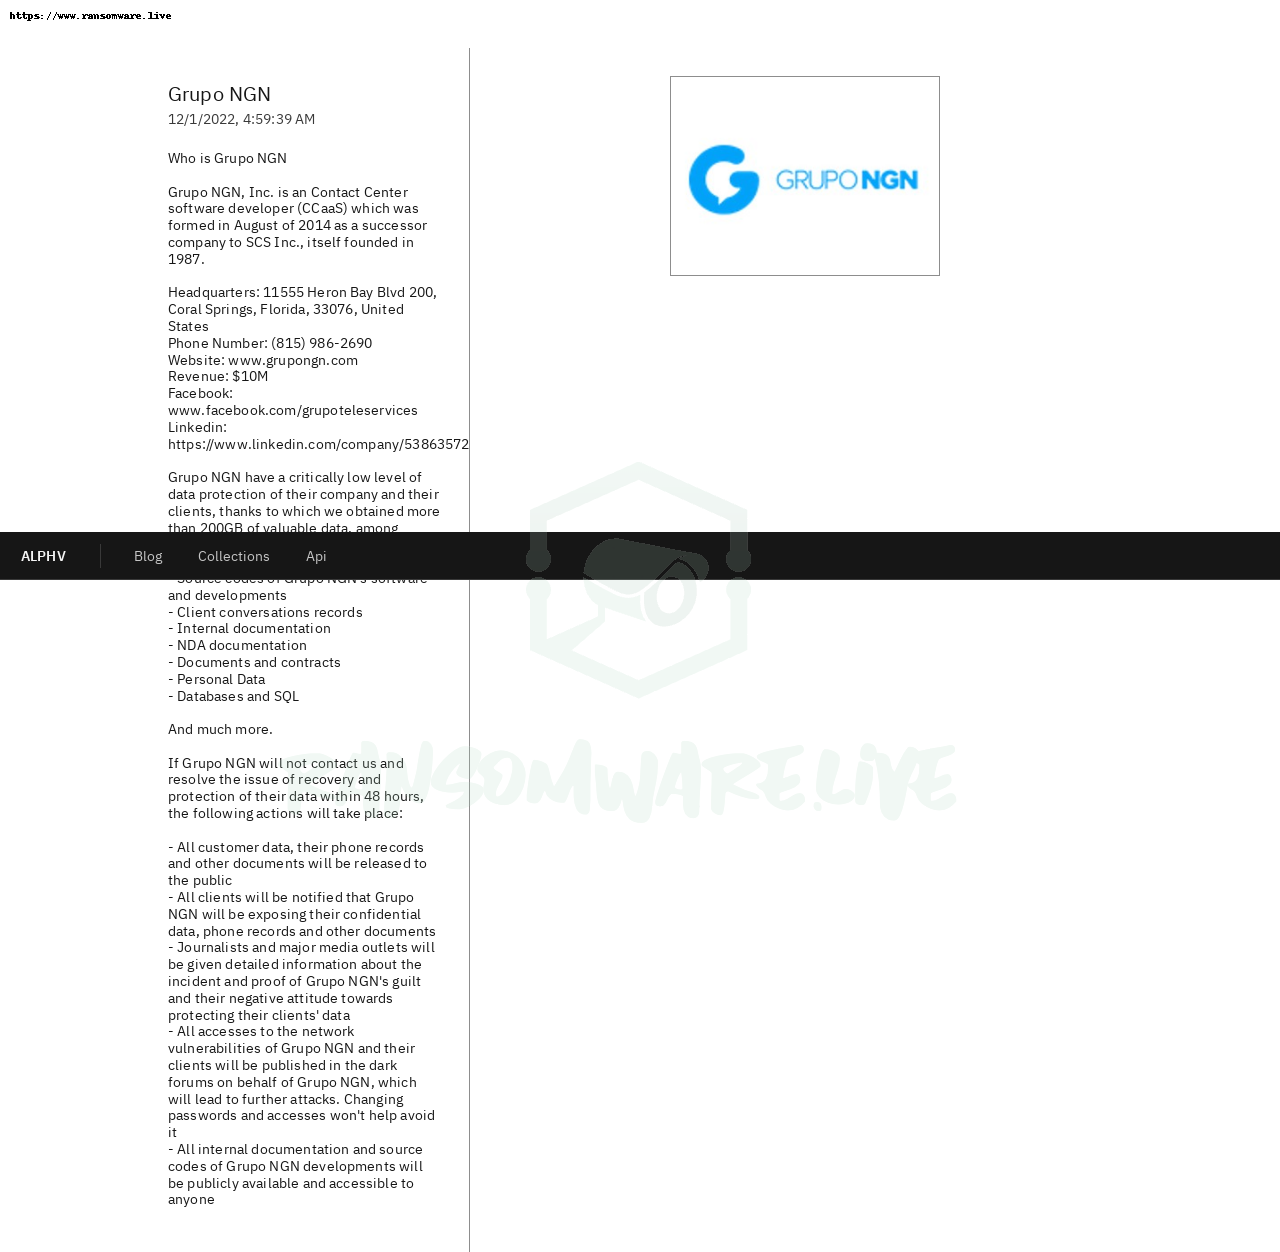 https://www.ransomware.live
Grupo NGN
12/1/2022, 4:59:39 AM
Who is Grupo NGN
Grupo NGN, Inc. is an Contact Center
software developer (CCaaS) which was
formed in August of 2014 as a successor
company to SCS Inc., itself founded in
1987.
Headquarters: 11555 Heron Bay Blvd 200,
Coral Springs, Florida, 33076, United
States
Phone Number: (815) 986-2690
Website: www.grupongn.com
Revenue: $10M
Facebook:
www.facebook.com/grupoteleservices
Linkedin:
https://www.linkedin.com/company/53863572
Grupo NGN have a critically low level of
data protection of their company and their
clients, thanks to which we obtained more
than 200GB of valuable data, among
ALPHV Blog Collections Api
- Source codes of Grupo NGN's software
and developments
- Client conversations records
- Internal documentation
- NDA documentation
- Documents and contracts
- Personal Data
- Databases and SQL
And much more.
If Grupo NGN will not contact us and
resolve the issue of recovery and
protection of their data within 48 hours,
the following actions will take place:
- All customer data, their phone records
and other documents will be released to
the public
- All clients will be notified that Grupo
NGN will be exposing their confidential
data, phone records and other documents
- Journalists and major media outlets will
be given detailed information about the
incident and proof of Grupo NGN's guilt
and their negative attitude towards
protecting their clients' data
- All accesses to the network
vulnerabilities of Grupo NGN and their
clients will be published in the dark
forums on behalf of Grupo NGN, which
will lead to further attacks. Changing
passwords and accesses won't help avoid
it
- All internal documentation and source
codes of Grupo NGN developments will
be publicly available and accessible to
anyone
GRUPO NGN
RANSOMWARE.LIVE